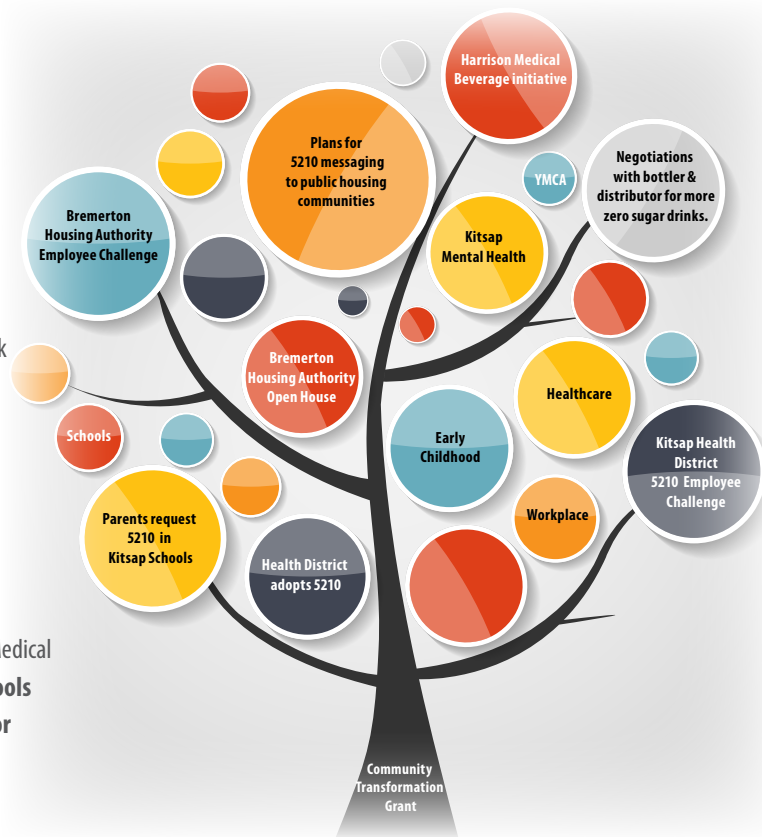 Harrison Medical
Beverage initiative
Plans for
5210 messaging
to public housing
communities
YMCA
Negotiations
with bottler &
distributor for more
zero sugar drinks.
Bremerton
Housing Authority
Employee Challenge
Kitsap
Mental Health
k
Bremerton
Housing Authority
Open House
Healthcare
Schools
Early
Childhood
Kitsap Health
District
5210 Employee
Challenge
Parents request
5210 in
Kitsap Schools
Workplace
Health District
adopts 5210
Medical
ools
or
Community
Transformation
Grant